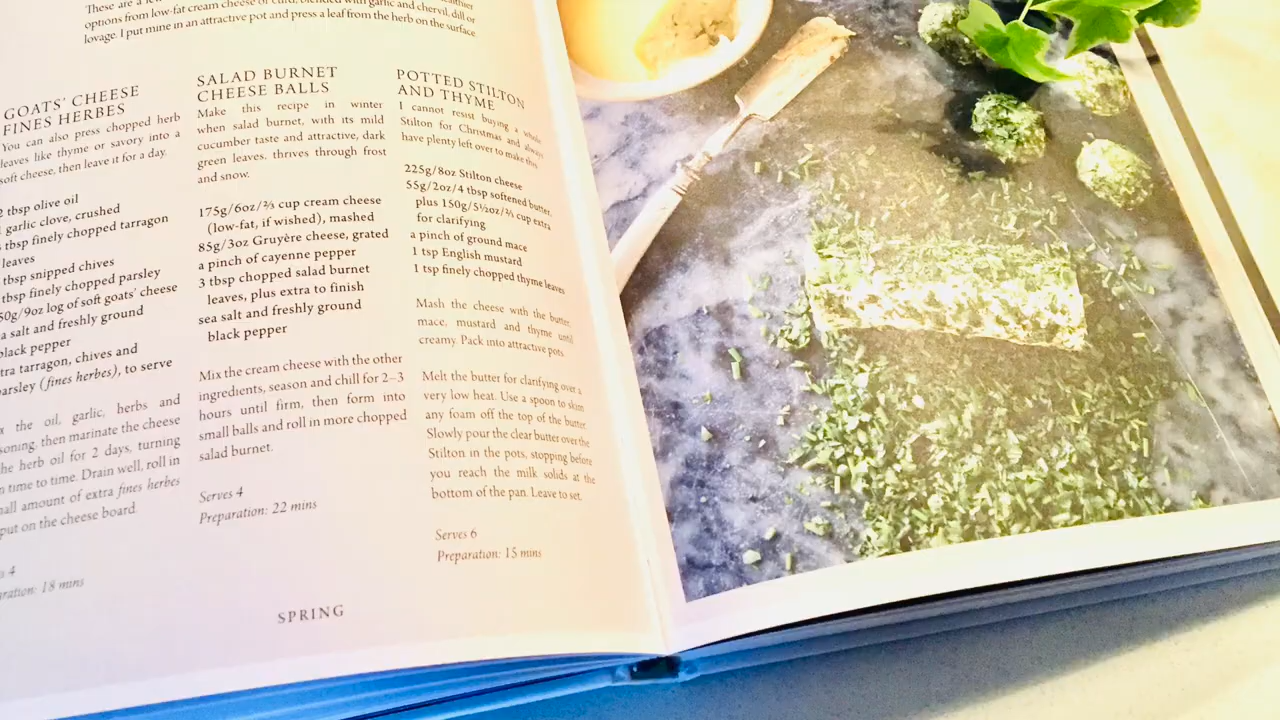 These are a
options from low-fat cream cheese or curd, blended with garlic and chervil, dill or
lovage. I put mine in an attractive pot and press a leaf from the herb on the surface.
GOATS' CHEESE
FINES HERBES
You can also press chopped herb
leaves like thyme or savory into a
soft cheese, then leave it for a day.
2 tbsp olive oil
garlic clove, crushed
tbsp finely chopped tarragon
leaves
tbsp snipped chives
tbsp finely chopped parsley
50g/9oz log of soft goats' cheese
salt and freshly ground
black pepper
tarragon, chives and
parsley (fines herbes), to serve
the oil, garlic, herbs and
then marinate the cheese
herb oil for 2 days, turning
time to time. Drain well, roll in
amount of extra fines herbes
put on the cheese board.
4
18 mins
SALAD BURNET
CHEESE BALLS
Make this recipe in winter
when salad burnet, with its mild
cucumber taste and attractive, dark
green leaves, thrives through frost
and snow.
175g/6oz/⅔ cup cream cheese
(low-fat, if wished), mashed
85g/3oz Gruyère cheese, grated
a pinch of cayenne pepper
3 tbsp chopped salad burnet
leaves, plus extra to finish
sea salt and freshly ground
black pepper
Mix the cream cheese with the other
ingredients, season and chill for 2–3
hours until firm, then form into
small balls and roll in more chopped
salad burnet.
Serves 4
Preparation: 22 mins
POTTED STILTON
AND THYME
I cannot resist buying a whole
Stilton for Christmas and always
have plenty left over to make this.
225g/8oz Stilton cheese
55g/2oz/4 tbsp softened butter,
plus 150g/5½oz/⅔ cup extra
for clarifying
a pinch of ground mace
1 tsp English mustard
1 tsp finely chopped thyme leaves
Mash the cheese with the butter,
mace, mustard and thyme until
creamy. Pack into attractive pots.
Melt the butter for clarifying over a
very low heat. Use a spoon to skim
any foam off the top of the butter.
Slowly pour the clear butter over the
Stilton in the pots, stopping before
you reach the milk solids at the
bottom of the pan. Leave to set.
Serves 6
Preparation: 15 mins
SPRING